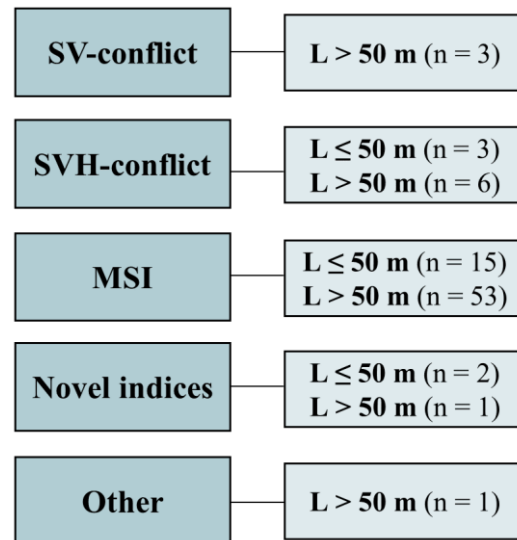 SV-conflict
L > 50 m (n = 3)
SVH-conflict
L ≤ 50 m (n = 3)
L > 50 m (n = 6)
MSI
L ≤ 50 m (n = 15)
L > 50 m (n = 53)
Novel indices
L ≤ 50 m (n = 2)
L > 50 m (n = 1)
Other
L > 50 m (n = 1)